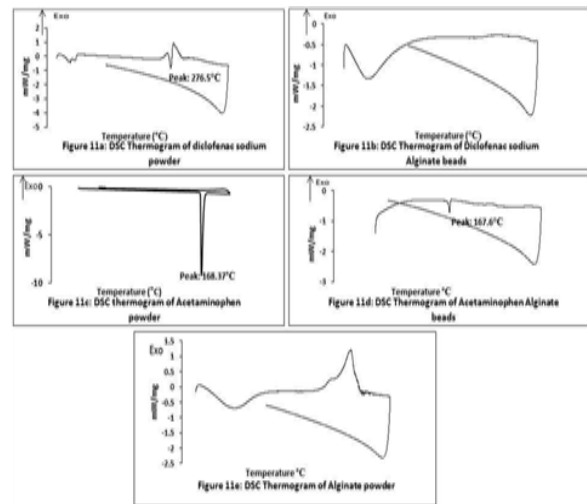 Exo
2
1
0
-1
-2
-3
-4
-5
mW/mg
Peak: 276.5°C
Temperature (°C)
Figure 11a: DSC Thermogram of diclofenac sodium
powder
Exo
0
-0.5
-1
-1.5
-2
-2.5
mW/mg
Temperature (°C)
Figure 11b: DSC Thermogram of Diclofenac sodium
Alginate beads
Exo
0
-5
-10
mW/mg
Peak: 168.37°C
Temperature (°C)
Figure 11c: DSC thermogram of Acetaminophen
powder
Exo
0
-1
-2
-3
mW/mg
Peak: 167.6°C
Temperature °C
Figure 11d: DSC Thermogram of Acetaminophen Alginate
beads
Exo
1.5
1
0.5
0
-0.5
-1
-1.5
-2
-2.5
mW/mg
Temperature °C
Figure 11e: DSC Thermogram of Alginate powder